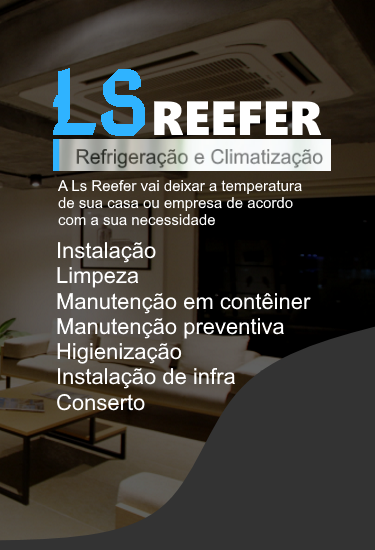 LS REEFER
Refrigeração e Climatização
A Ls Reefer vai deixar a temperatura
de sua casa ou empresa de acordo
com a sua necessidade
Instalação
Limpeza
Manutenção em contêiner
Manutenção preventiva
Higienização
Instalação de infra
Conserto